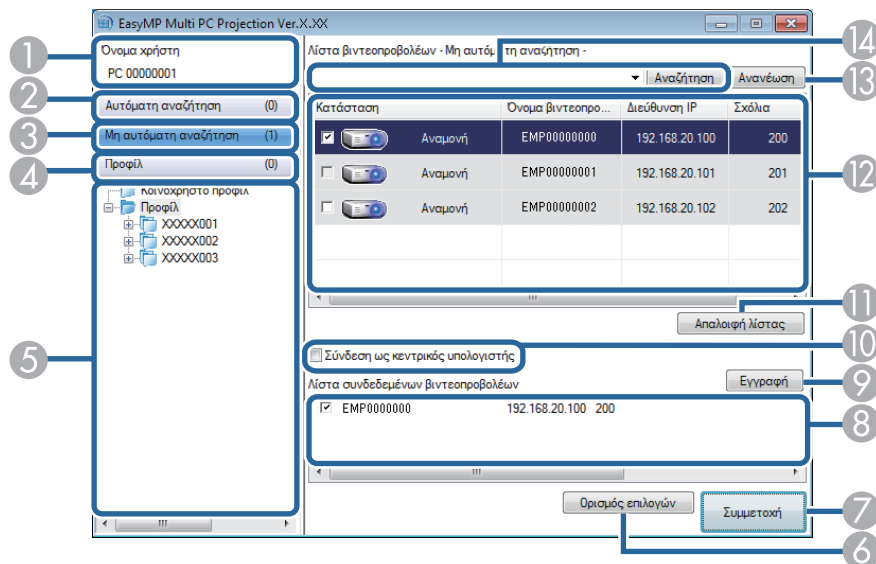 EasyMP Multi PC Projection Ver.X.XX
Όνομα χρήστη
PC 00000001
Αυτόματη αναζήτηση (0)
Μη αυτόματη αναζήτηση (1)
Προφίλ (0)
Κοινόχρηστο προφίλ
Προφίλ
XXXXX001
XXXXX002
XXXXX003
Λίστα βιντεοπροβολέων - Μη αυτόμ τη αναζήτηση -
Αναζήτηση
Ανανέωση
Κατάσταση Όνομα βιντεοπρο... Διεύθυνση IP Σχόλια
Αναμονή EMP00000000 192.168.20.100 200
Αναμονή EMP00000001 192.168.20.101 201
Αναμονή EMP00000002 192.168.20.102 202
Απαλοιφή λίστας
Σύνδεση ως κεντρικός υπολογιστής
Λίστα συνδεδεμένων βιντεοπροβολέων
Εγγραφή
EMP0000000 192.168.20.100 200
Ορισμός επιλογών
Συμμετοχή
1
2
3
4
5
6
7
8
9
10
11
12
13
14